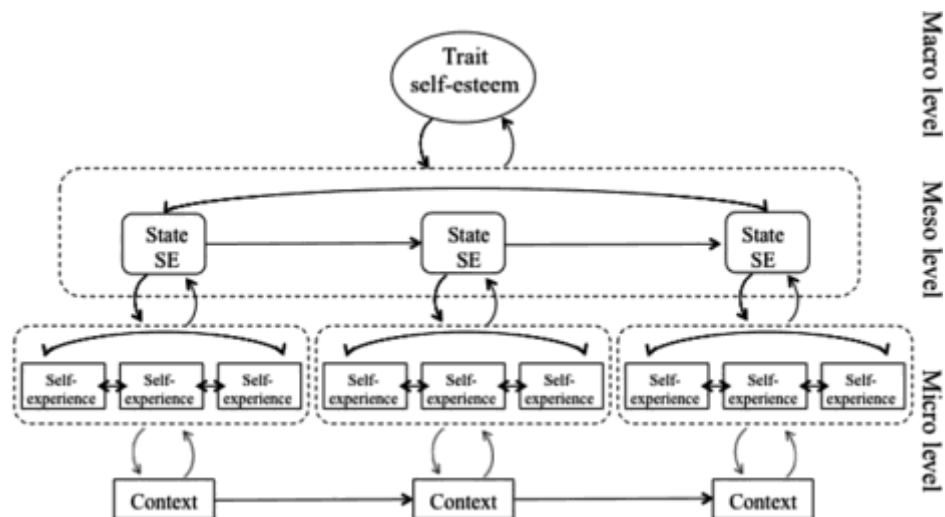 Macro level
Trait
self-esteem
Meso level
State
SE
State
SE
State
SE
Micro level
Self-
experience
Self-
experience
Self-
experience
Self-
experience
Self-
experience
Self-
experience
Self-
experience
Self-
experience
Self-
experience
Context
Context
Context